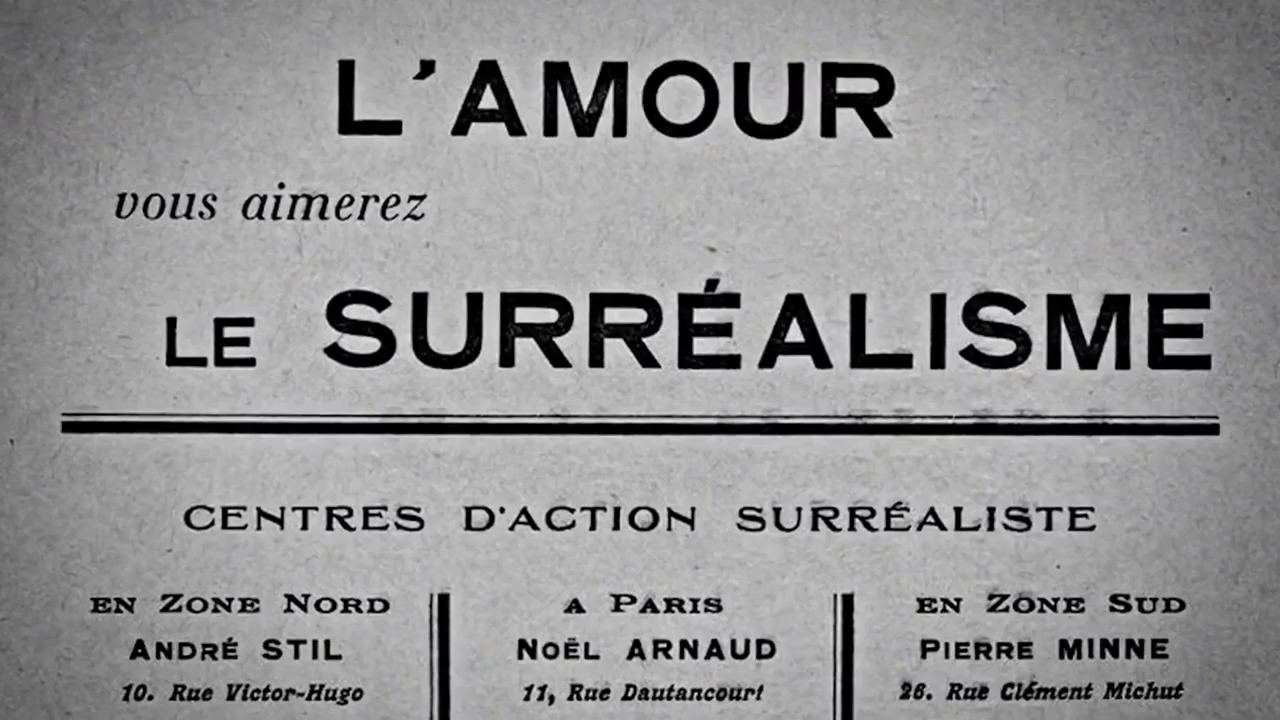 L'AMOUR
vous aimerez
LE SURRÉALISME
CENTRES D'ACTION SURRÉALISTE
EN ZONE NORD
ANDRÉ STIL
10. Rue Victor-Hugo
A PARIS
NOËL ARNAUD
11, Rue Dautancourt
EN ZONE SUD
PIERRE MINNE
26. Rue Clément Michut